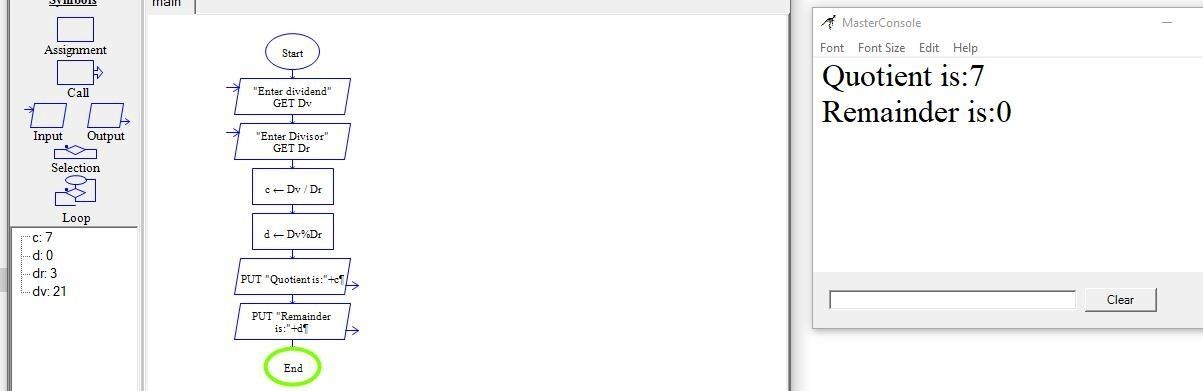 Symbols
Assignment
Call
Input
Output
Selection
Loop
c: 7
d: 0
dr: 3
dv: 21
main
Start
"Enter dividend"
GET Dv
"Enter Divisor"
GET Dr
c ← Dv / Dr
d ← Dv%Dr
PUT "Quotient is:"+c¶
PUT "Remainder
is:"+d¶
End
MasterConsole
Font Font Size Edit Help
Quotient is:7
Remainder is:0
Clear